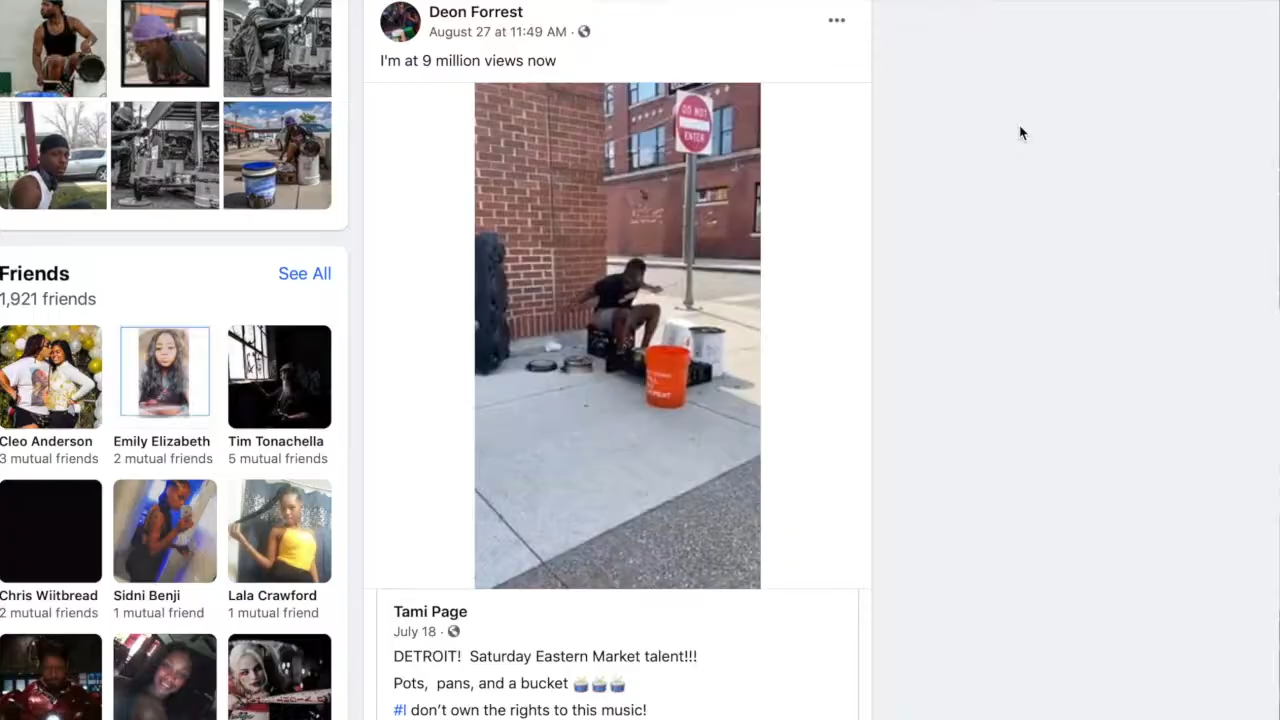 Deon Forrest
August 27 at 11:49 AM ·
I'm at 9 million views now
DO NOT
ENTER
Friends
See All
1,921 friends
Cleo Anderson
Emily Elizabeth
Tim Tonachella
3 mutual friends
2 mutual friends
5 mutual friends
Chris Wiitbread
Sidni Benji
Lala Crawford
2 mutual friends
1 mutual friend
1 mutual friend
Tami Page
July 18 ·
DETROIT! Saturday Eastern Market talent!!!
Pots, pans, and a bucket 🥁🥁🥁
#I don't own the rights to this music!